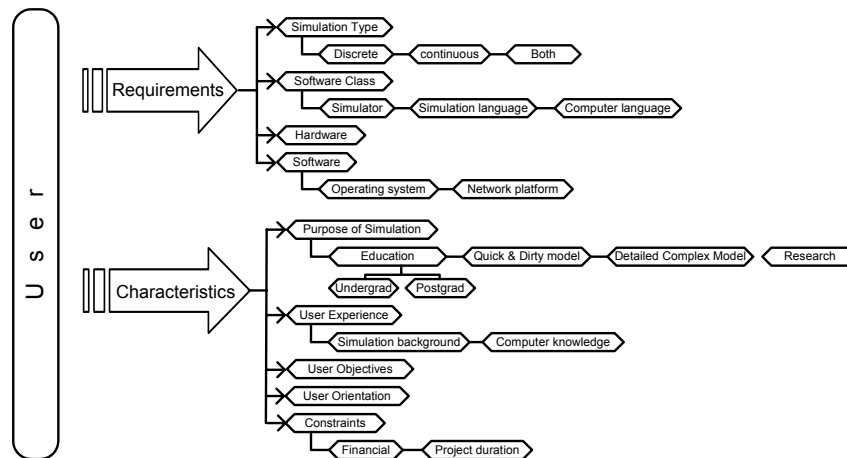 User
Requirements
Simulation Type
Discrete continuous Both
Software Class
Simulator Simulation language Computer language
Hardware
Software
Operating system Network platform
Characteristics
Purpose of Simulation
Education Quick & Dirty model Detailed Complex Model Research
Undergrad Postgrad
User Experience
Simulation background Computer knowledge
User Objectives
User Orientation
Constraints
Financial Project duration